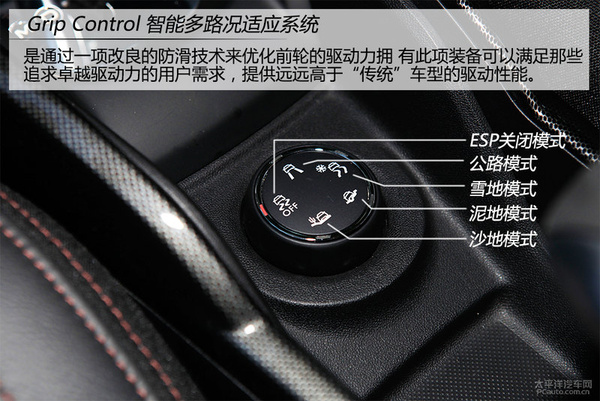 Grip Control 智能多路况适应系统
是通过一项改良的防滑技术来优化前轮的驱动力拥 有此项装备可以满足那些
追求卓越驱动力的用户需求，提供远远高于“传统”车型的驱动性能。
ESP关闭模式
公路模式
雪地模式
泥地模式
沙地模式
OFF
太平洋汽车网
PCauto.com.cn